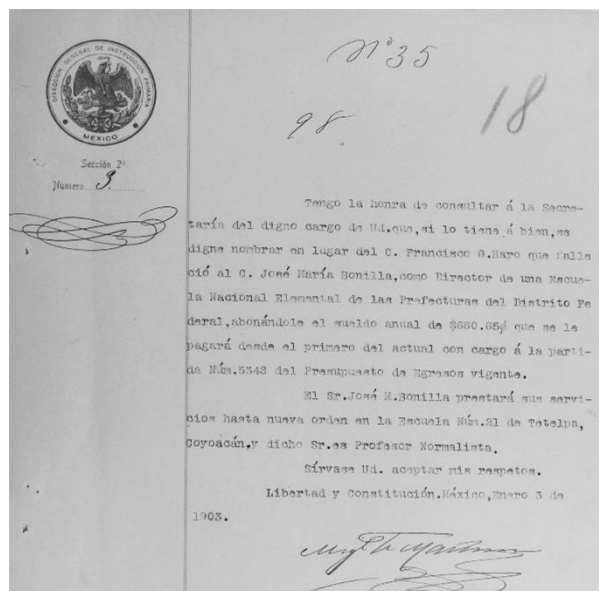 Nº 35
18
98
DIRECCION GENERAL DE INSTRUCCION PRIMARIA
MEXICO
Sección 2ª
Número 3.
Tengo la honra de consultar á la Secre-
taría del digno cargo de Ud.que,si lo tiene á bien,se
digne nombrar en lugar del C. Francisco G.Haro que falle
ció al C. José María Bonilla,como Director de una Escue-
la Nacional Elemental de las Prefecturas del Distrito Fe
deral,abonándole el sueldo anual de $660.65¢ que se le
pagará desde el primero del actual con cargo á la parti-
da Núm.5343 del Presupuesto de Egresos vigente.
El Sr.José M.Bonilla prestará sus servi-
cios hasta nueva orden en la Escuela Núm.21 de Tetelpa,
Coyoacán,y dicho Sr.es Profesor Normalista.
Sírvase Ud. aceptar mis respetos.
Libertad y Constitución.México,Enero 3 de
1903.